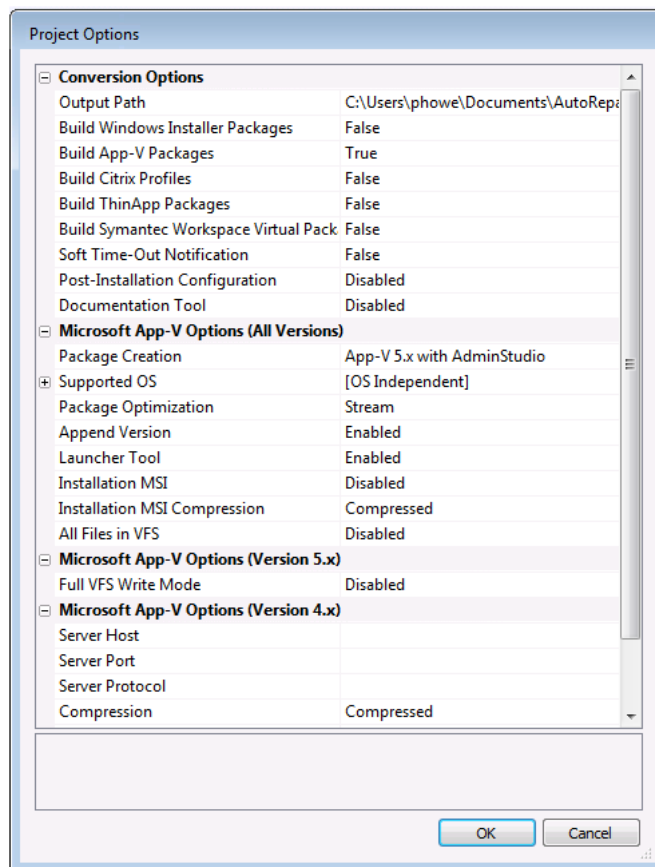 Project Options
Conversion Options
Output Path C:\Users\phowe\Documents\AutoRepa
Build Windows Installer Packages False
Build App-V Packages True
Build Citrix Profiles False
Build ThinApp Packages False
Build Symantec Workspace Virtual Pack False
Soft Time-Out Notification False
Post-Installation Configuration Disabled
Documentation Tool Disabled
Microsoft App-V Options (All Versions)
Package Creation App-V 5.x with AdminStudio
Supported OS [OS Independent]
Package Optimization Stream
Append Version Enabled
Launcher Tool Enabled
Installation MSI Disabled
Installation MSI Compression Compressed
All Files in VFS Disabled
Microsoft App-V Options (Version 5.x)
Full VFS Write Mode Disabled
Microsoft App-V Options (Version 4.x)
Server Host
Server Port
Server Protocol
Compression Compressed
OK Cancel